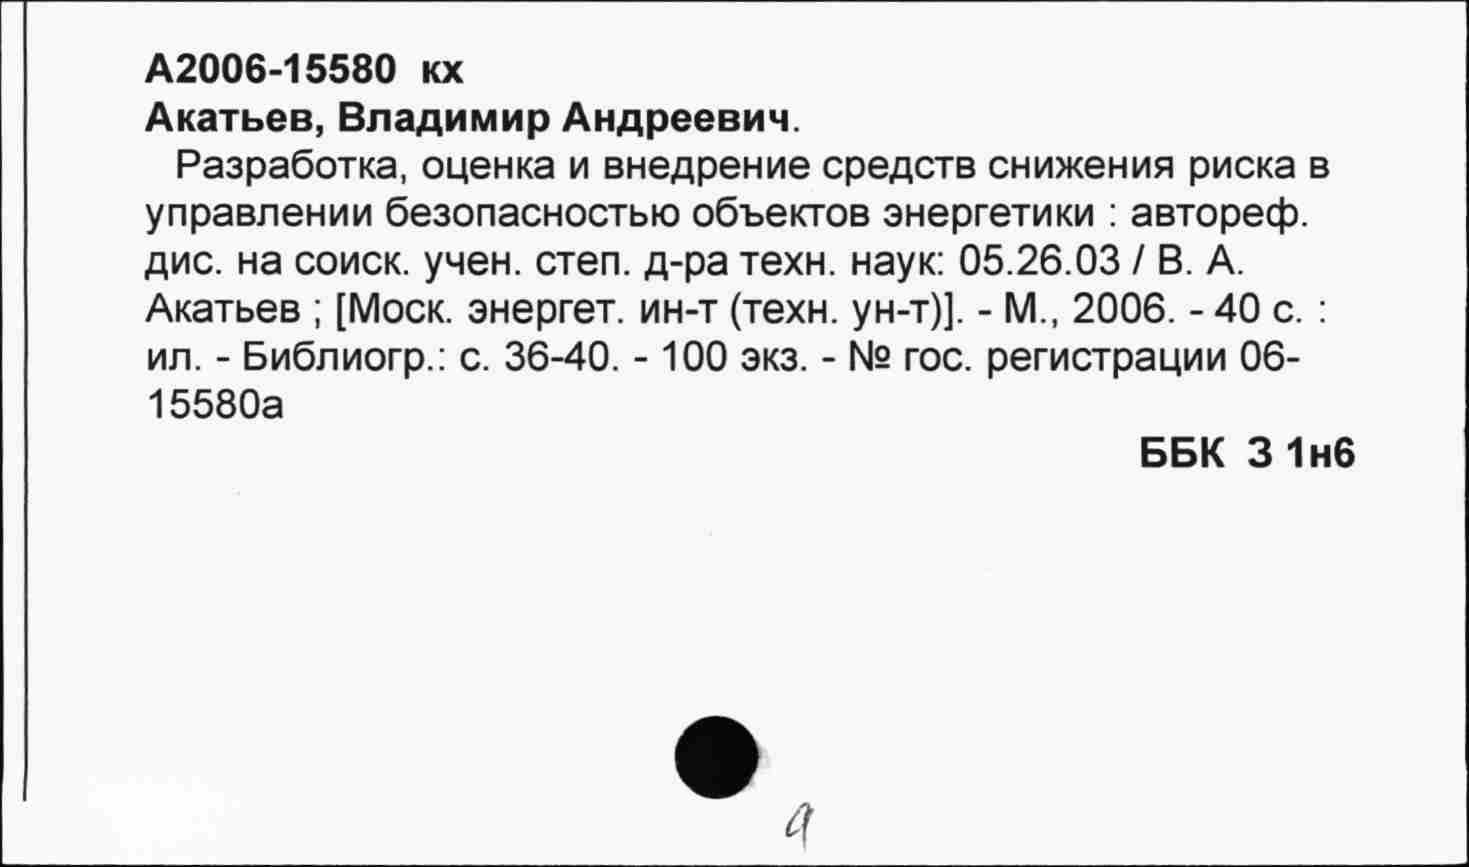 А2006-15580 кх
Акатьев, Владимир Андреевич.
Разработка, оценка и внедрение средств снижения риска в
управлении безопасностью объектов энергетики : автореф.
дис. на соиск. учен. степ. д-ра техн. наук: 05.26.03 / В. А.
Акатьев ; [Моск. энергет. ин-т (техн. ун-т)]. - М., 2006. - 40 с. :
ил. - Библиогр.: с. 36-40. - 100 экз. - № гос. регистрации 06-
15580а
ББК З 1н6